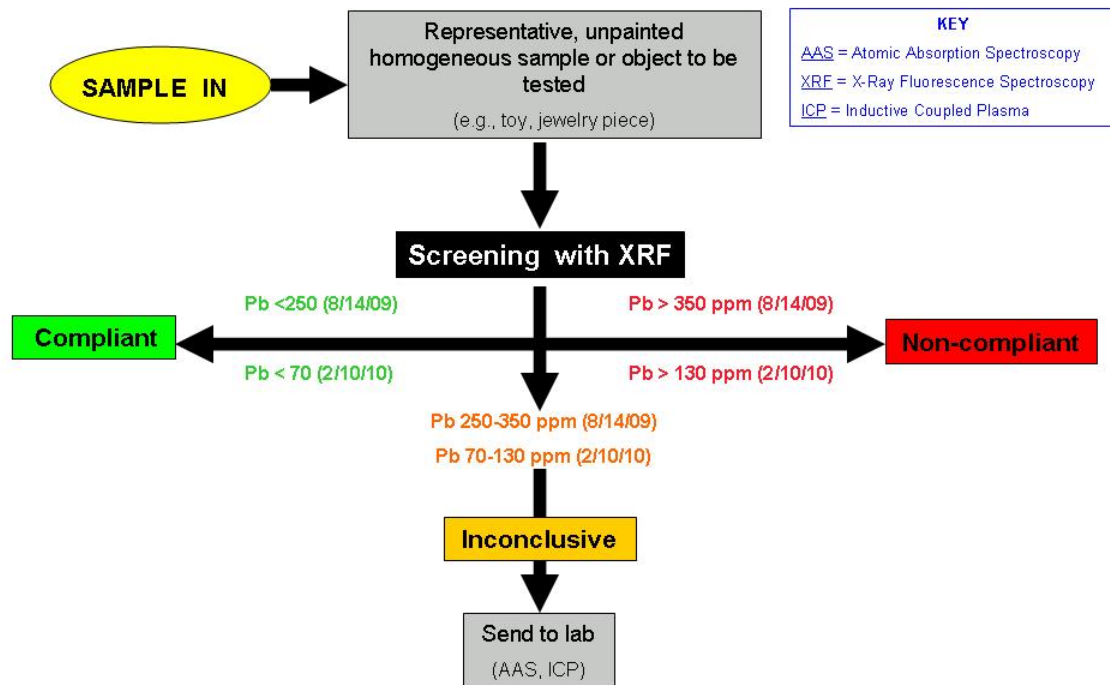 SAMPLE IN
Representative, unpainted
homogeneous sample or object to be
tested
(e.g., toy, jewelry piece)
KEY
AAS = Atomic Absorption Spectroscopy
XRF = X-Ray Fluorescence Spectroscopy
ICP = Inductive Coupled Plasma
Screening with XRF
Pb <250 (8/14/09)
Pb > 350 ppm (8/14/09)
Compliant
Non-compliant
Pb < 70 (2/10/10)
Pb > 130 ppm (2/10/10)
Pb 250-350 ppm (8/14/09)
Pb 70-130 ppm (2/10/10)
Inconclusive
Send to lab
(AAS, ICP)